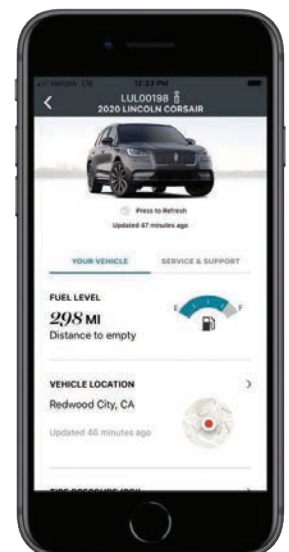 12:33 PM
LUL00198
2020 LINCOLN CORSAIR
Press to Refresh
Updated 47 minutes ago
YOUR VEHICLE SERVICE & SUPPORT
FUEL LEVEL
298 MI
E F
Distance to empty
VEHICLE LOCATION
Redwood City, CA
Updated 46 minutes ago